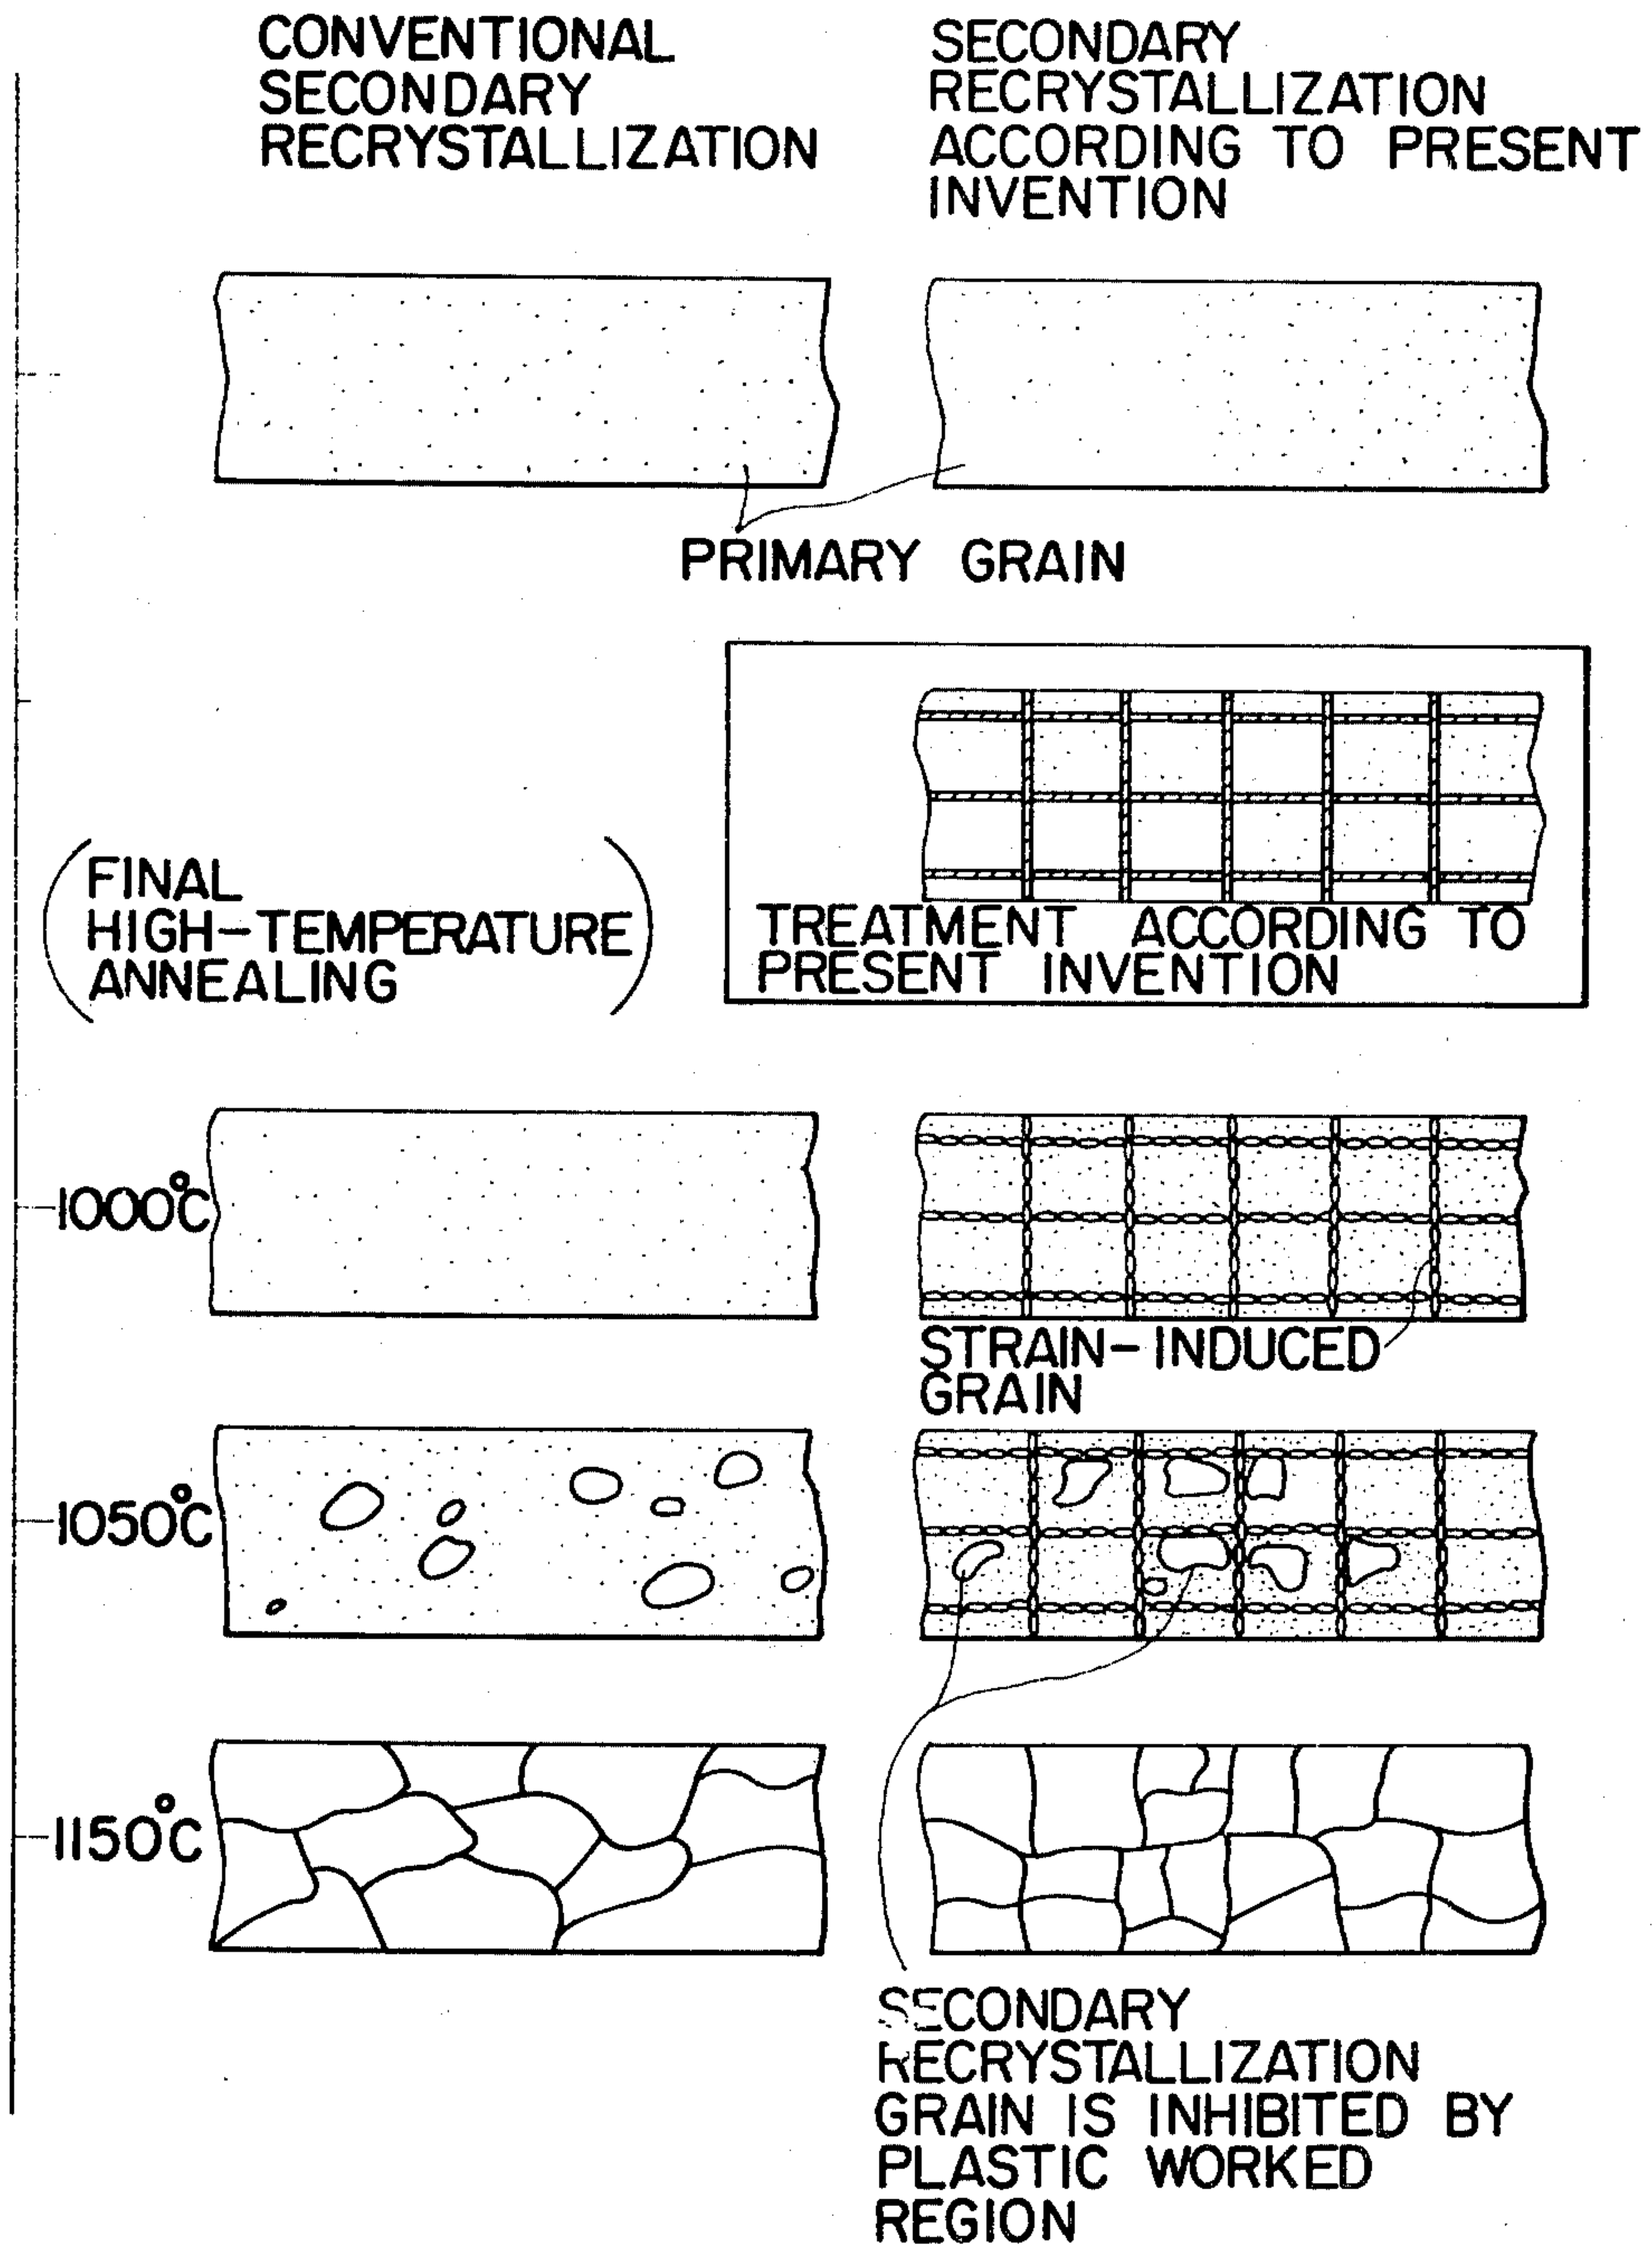 CONVENTIONAL
SECONDARY
RECRYSTALLIZATION
SECONDARY
RECRYSTALLIZATION
ACCORDING TO PRESENT
INVENTION
PRIMARY GRAIN
TREATMENT ACCORDING TO
PRESENT INVENTION
FINAL
HIGH-TEMPERATURE
ANNEALING
1000°C
STRAIN-INDUCED
GRAIN
1050°C
1150°C
SECONDARY
RECRYSTALLIZATION
GRAIN IS INHIBITED BY
PLASTIC WORKED
REGION